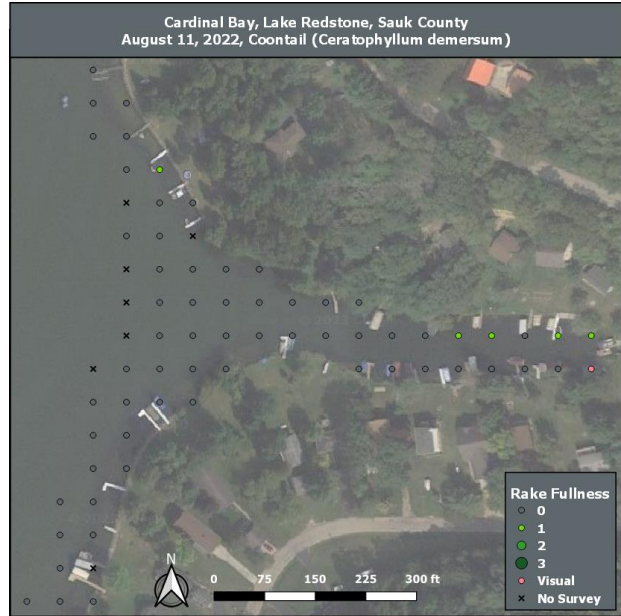 Cardinal Bay, Lake Redstone, Sauk County
August 11, 2022, Coontail (Ceratophyllum demersum)
N
0 75 150 225 300 ft
Rake Fullness
0
1
2
3
Visual
No Survey